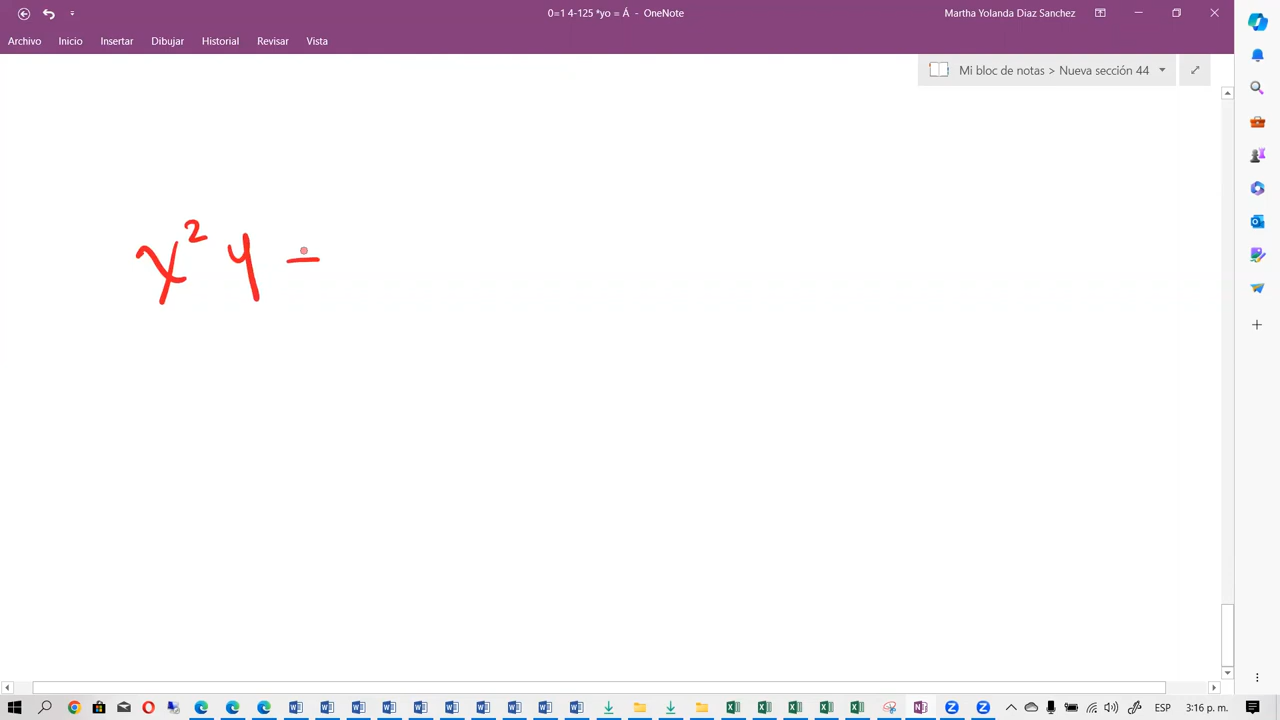 0=1 4-125 *yo = Á - OneNote
Martha Yolanda Diaz Sanchez
Archivo Inicio Insertar Dibujar Historial Revisar Vista
Mi bloc de notas > Nueva sección 44
x² y –
ESP 3:16 p. m.